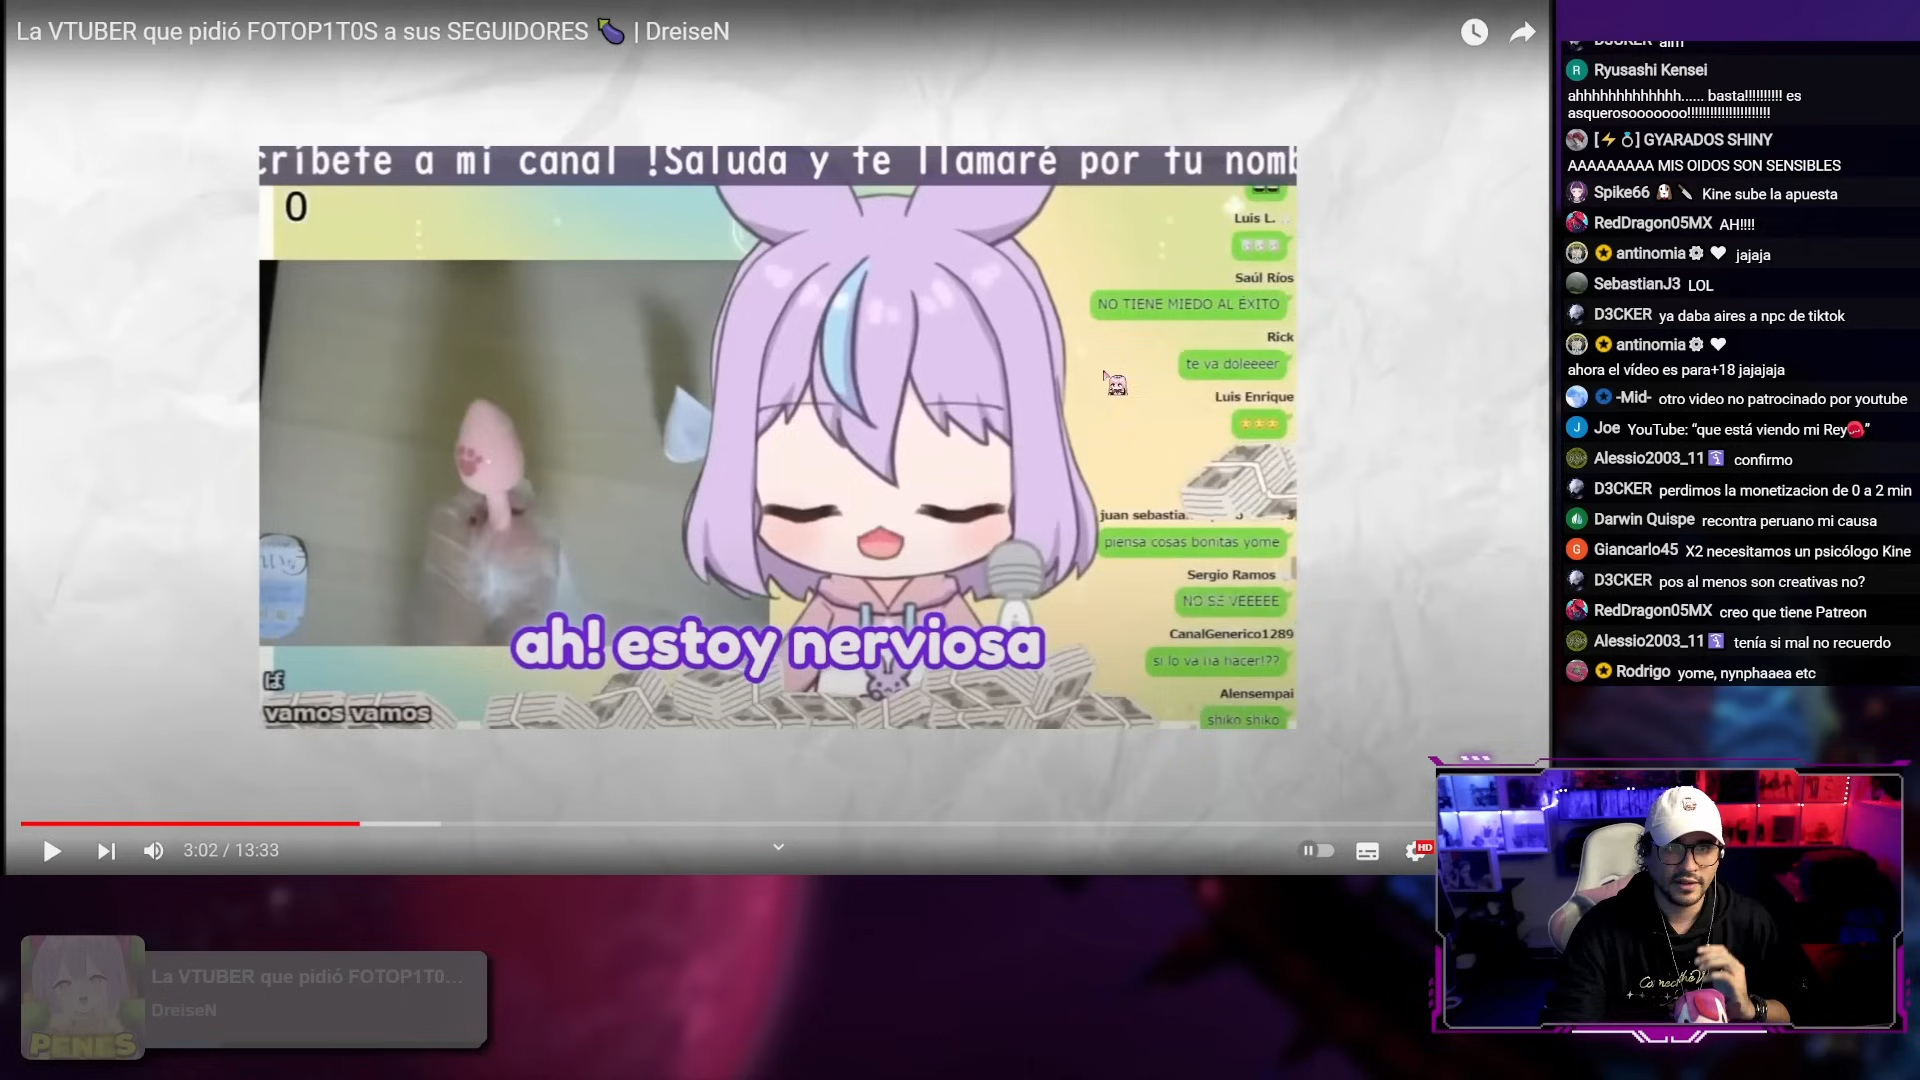 La VTUBER que pidió FOTOP1T0S a sus SEGUIDORES 🍆 | DreiseN
críbete a mi canal !Saluda y te llamaré por tu nomb
0
Luis L.
Saúl Ríos
NO TIENE MIEDO AL ÉXITO
Rick
te va doleeeer
Luis Enrique
juan sebastia
piensa cosas bonitas yome
Sergio Ramos
NO SE VEEEEE
CanalGenerico1289
si lo va ha hacer!??
Alensempai
shiko shiko
ah! estoy nerviosa
ば
vamos vamos
3:02 / 13:33
HD
La VTUBER que pidió FOTOP1T0...
DreiseN
PENES
D3CKER aim
R Ryusashi Kensei
ahhhhhhhhhhhhh...... basta!!!!!!!!!! es
asquerosooooooo!!!!!!!!!!!!!!!!!!!!!!
[⚡💍] GYARADOS SHINY
AAAAAAAAA MIS OIDOS SON SENSIBLES
Spike66 Kine sube la apuesta
RedDragon05MX AH!!!!
antinomia jajaja
SebastianJ3 LOL
D3CKER ya daba aires a npc de tiktok
antinomia
ahora el vídeo es para+18 jajajaja
-Mid- otro video no patrocinado por youtube
J Joe YouTube: “que está viendo mi Rey”
Alessio2003_11 confirmo
D3CKER perdimos la monetizacion de 0 a 2 min
Darwin Quispe recontra peruano mi causa
G Giancarlo45 X2 necesitamos un psicólogo Kine
D3CKER pos al menos son creativas no?
RedDragon05MX creo que tiene Patreon
Alessio2003_11 tenía si mal no recuerdo
Rodrigo yome, nynphaaea etc